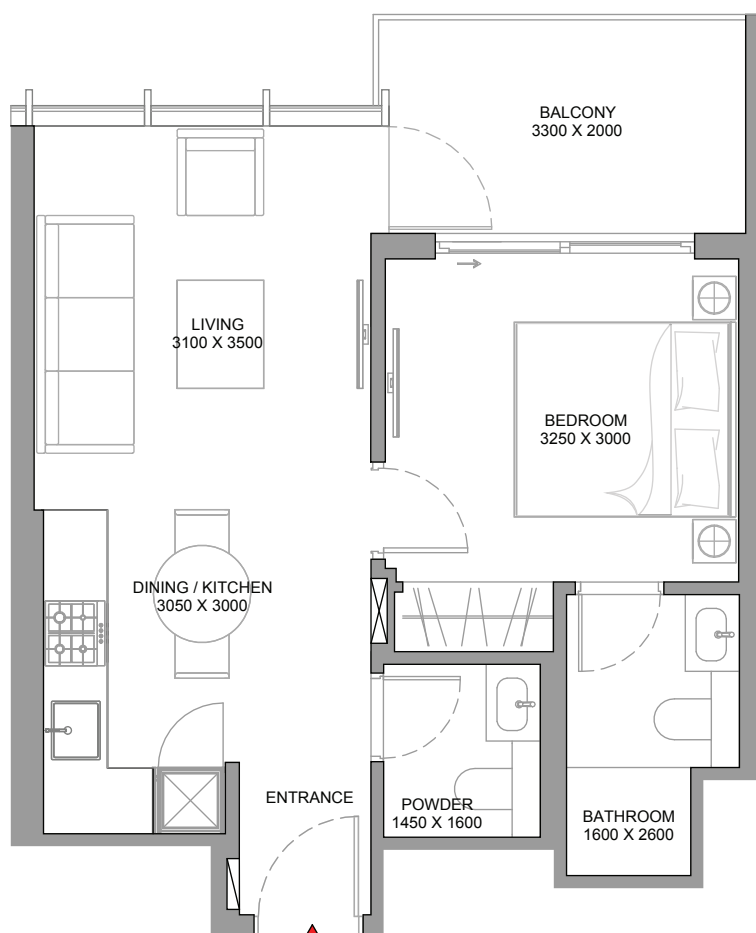 BALCONY
3300 X 2000
LIVING
3100 X 3500
BEDROOM
3250 X 3000
DINING / KITCHEN
3050 X 3000
ENTRANCE
POWDER
1450 X 1600
BATHROOM
1600 X 2600